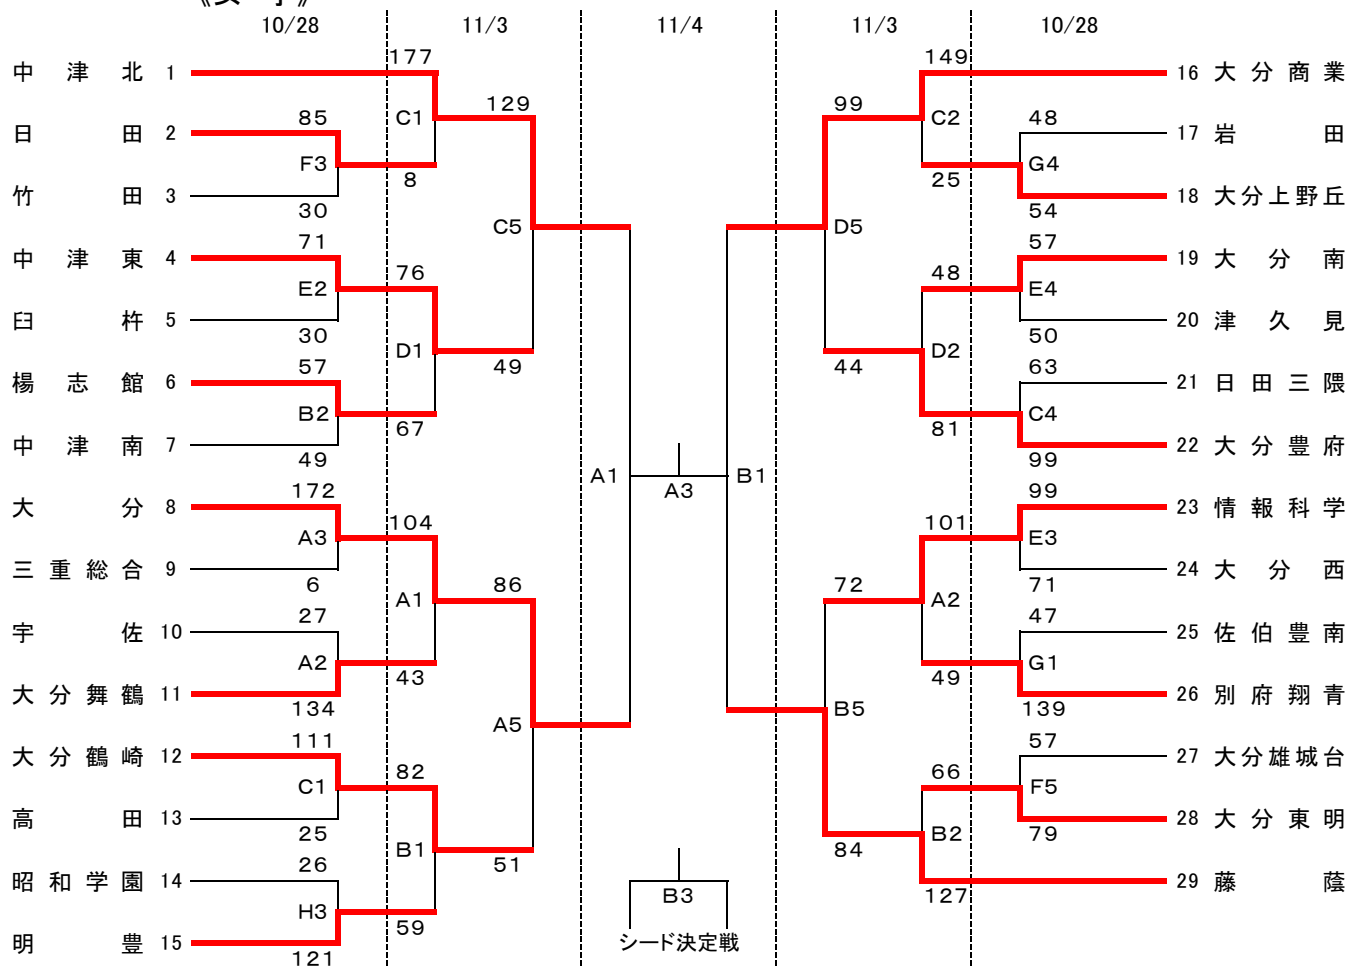 《女 子》
10/28 11/3 11/4 11/3 10/28
177 149
中津北 1 16 大分商業
129 99
85 C1 C2 48
日田 2 17 岩田
F3 G4
8 25
竹田 3 18 大分上野丘
30 54
71 C5 D5 57
中津東 4 19 大分南
76 48
E2 E4
臼杵 5 20 津久見
30 50
D1 D2
57 49 44 63
楊志館 6 21 日田三隈
B2 C4
67 81
中津南 7 22 大分豊府
49 99
A1 A3 B1
172 99
大分 8 23 情報科学
104 101
A3 E3
三重総合 9 24 大分西
6 86 72 71
A1 A2
27 47
宇佐 10 25 佐伯豊南
A2 G1
43 49
大分舞鶴 11 26 別府翔青
134 139
A5 B5
111 57
大分鶴崎 12 27 大分雄城台
82 66
C1 F5
高田 13 28 大分東明
25 79
B1 B2
26 51 84
昭和学園 14 29 藤蔭
B3 127
H3
59
明豊 15 シード決定戦
121